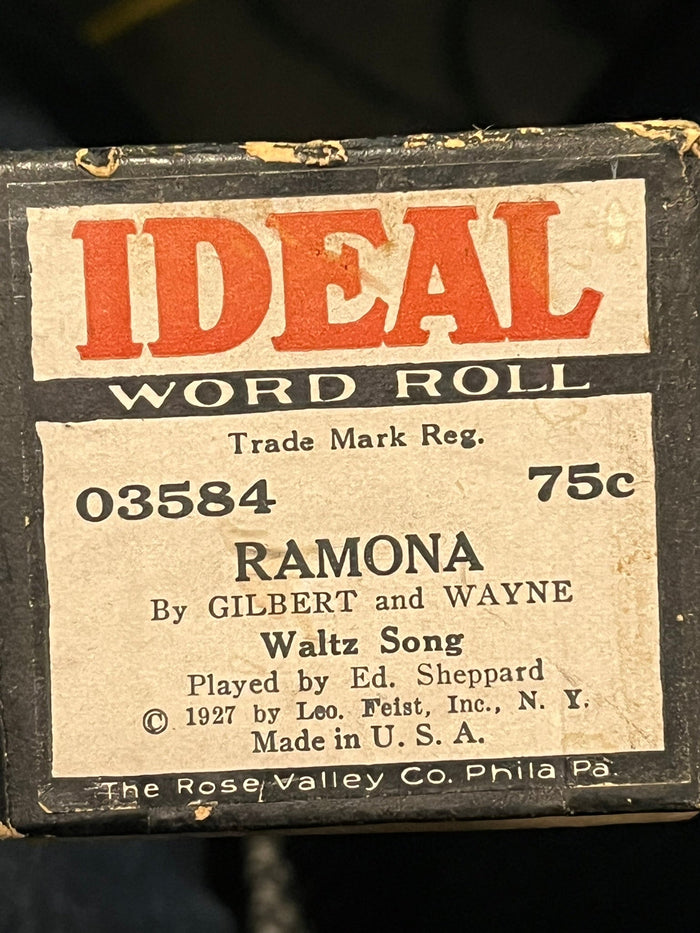 IDEAL
WORD ROLL
Trade Mark Reg.
03584 75c
RAMONA
By GILBERT and WAYNE
Waltz Song
Played by Ed. Sheppard
© 1927 by Leo. Feist, Inc., N. Y.
Made in U. S. A.
The Rose Valley Co. Phila Pa.